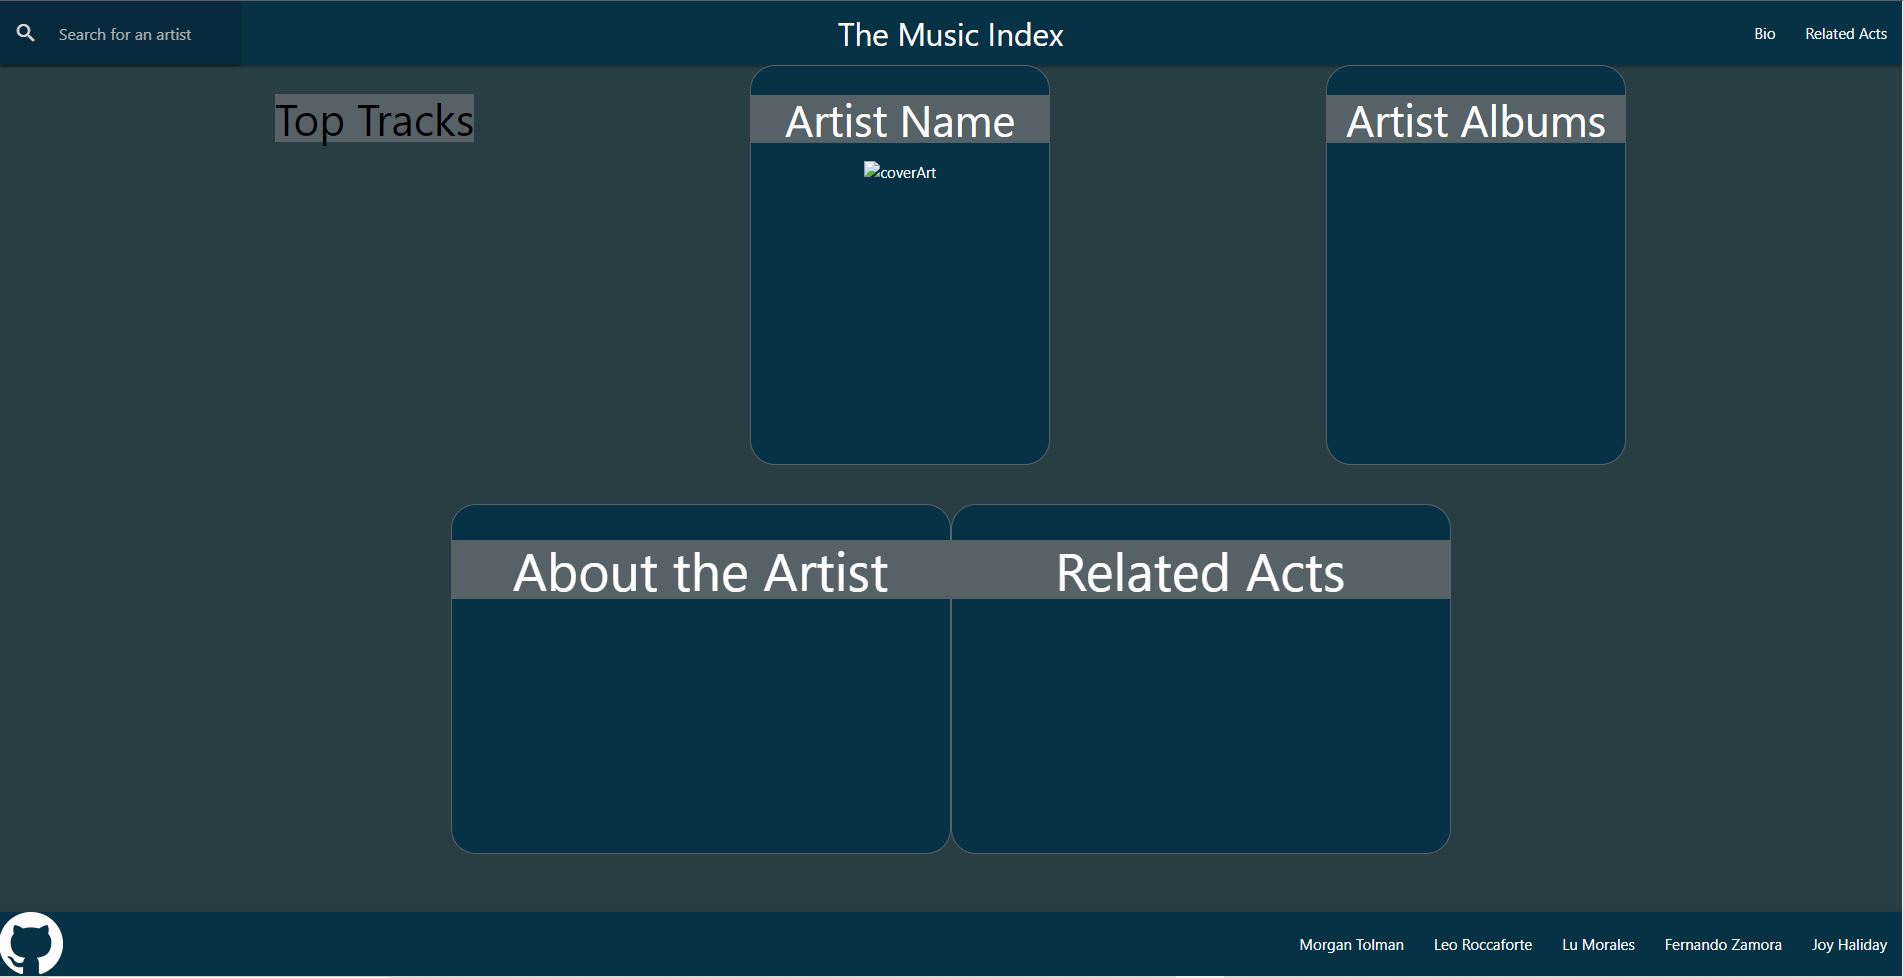 Search for an artist
The Music Index
Bio
Related Acts
Top Tracks
Artist Name
coverArt
Artist Albums
About the Artist
Related Acts
Morgan Tolman
Leo Roccaforte
Lu Morales
Fernando Zamora
Joy Haliday